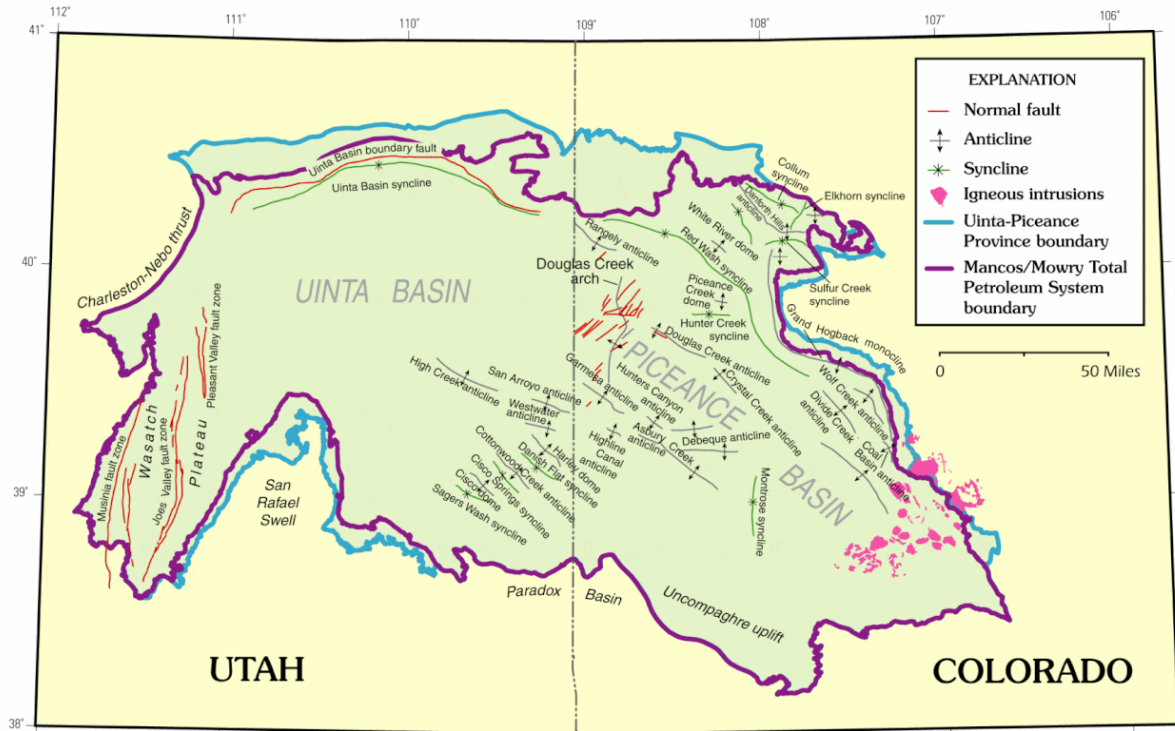 112°
111°
110°
109°
108°
107°
106°
41°
40°
39°
38°
EXPLANATION
Normal fault
Anticline
Syncline
Igneous intrusions
Uinta-Piceance
Province boundary
Mancos/Mowry Total
Petroleum System
boundary
0
50 Miles
Uinta Basin boundary fault
Uinta Basin syncline
Charleston-Nebo thrust
UINTA BASIN
Collum
syncline
Elkhorn syncline
Danforth Hills
anticline
White River dome
Red Wash syncline
Rangely anticline
Douglas Creek
arch
Piceance
Creek
dome
Hunter Creek
syncline
Sulfur Creek
syncline
Grand Hogback monocline
Pleasant Valley fault zone
Wasatch
Plateau
Joes Valley fault zone
Musinia fault zone
San
Rafael
Swell
High Creek anticline
San Arroyo anticline
Westwater
anticline
Garmesa anticline
Hunters Canyon
anticline
PICEANCE
BASIN
Douglas Creek anticline
Crystal Creek anticline
Wolf Creek anticline
Divide Creek
anticline
Coal
Basin anticline
Debeque anticline
Asbury Creek
anticline
Highline
Canal
anticline
Harley dome
Danish Flat syncline
Cottonwood Creek anticline
Cisco Springs syncline
Cisco dome
Sagers Wash syncline
Montrose syncline
Paradox Basin
Uncompaghre uplift
UTAH
COLORADO